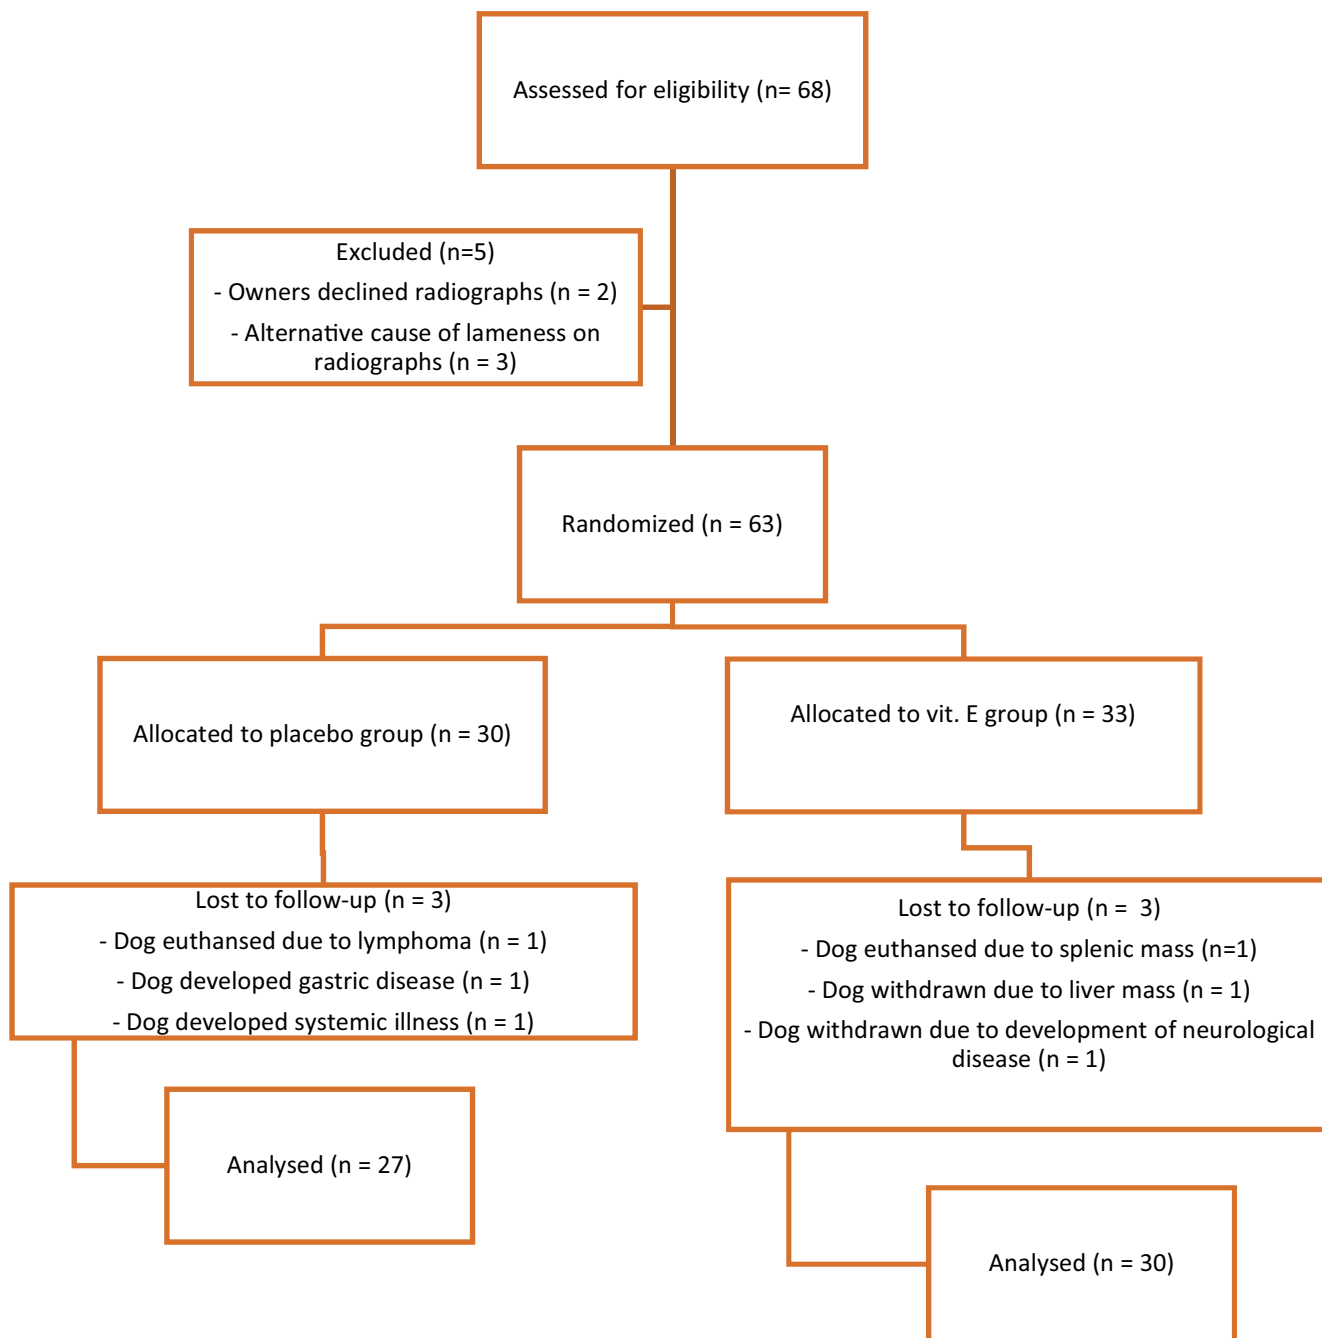 Assessed for eligibility (n= 68)
Excluded (n=5)
- Owners declined radiographs (n = 2)
- Alternative cause of lameness on
radiographs (n = 3)
Randomized (n = 63)
Allocated to placebo group (n = 30)
Allocated to vit. E group (n = 33)
Lost to follow-up (n = 3)
- Dog euthansed due to lymphoma (n = 1)
- Dog developed gastric disease (n = 1)
- Dog developed systemic illness (n = 1)
Lost to follow-up (n =  3)
- Dog euthansed due to splenic mass (n=1)
- Dog withdrawn due to liver mass (n = 1)
- Dog withdrawn due to development of neurological
disease (n = 1)
Analysed (n = 27)
Analysed (n = 30)